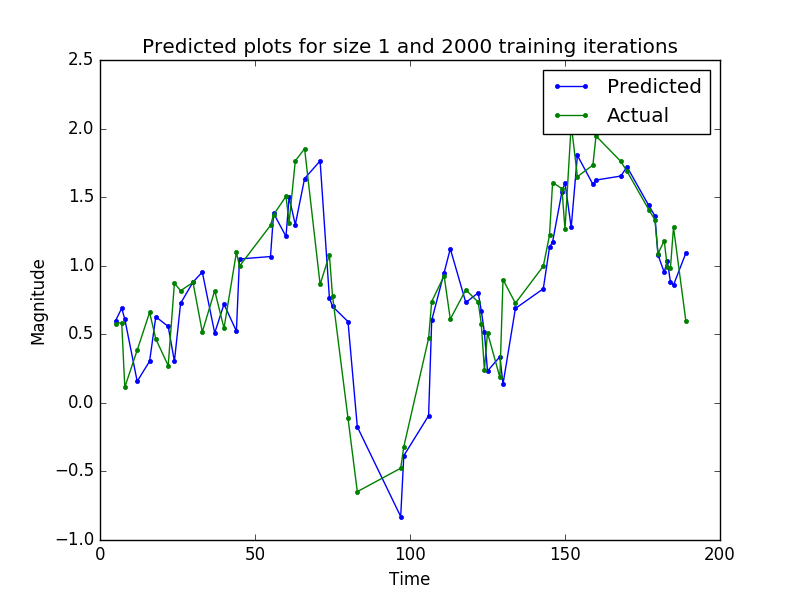 Predicted plots for size 1 and 2000 training iterations
2.5
2.0
1.5
1.0
0.5
0.0
−0.5
−1.0
Magnitude
Predicted
Actual
0 50 100 150 200
Time